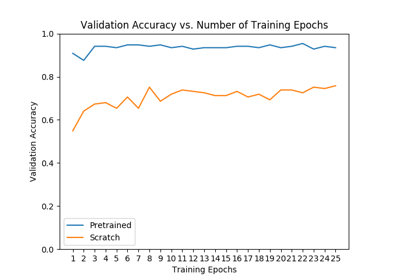 Validation Accuracy vs. Number of Training Epochs
Validation Accuracy
1.0
0.8
0.6
0.4
0.2
0.0
Pretrained
Scratch
1 2 3 4 5 6 7 8 9 10 11 12 13 14 15 16 17 18 19 20 21 22 23 24 25
Training Epochs